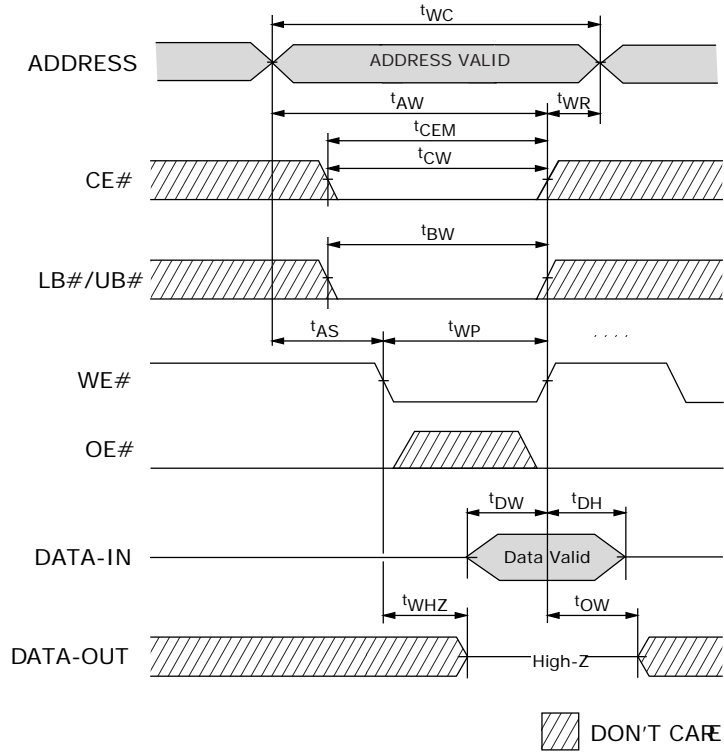 tWC
ADDRESS
ADDRESS VALID
tAW
tWR
tCEM
tCW
CE#
tBW
LB#/UB#
tAS
tWP
WE#
OE#
tDW
tDH
DATA-IN
Data Valid
tWHZ
tOW
DATA-OUT
High-Z
DON'T CARE